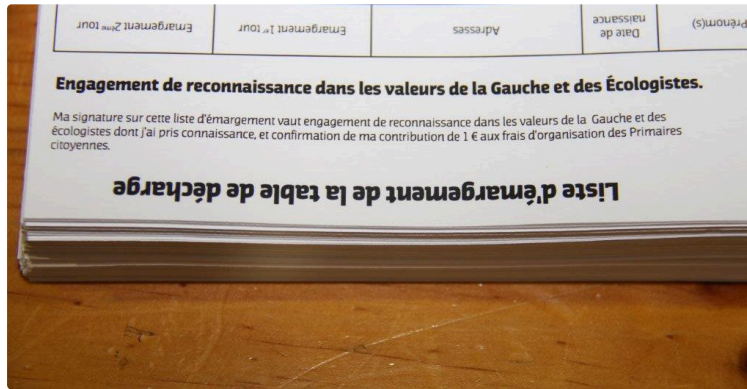 Prénom(s)
Date de
naissance
Adresses
Emargement 1er tour
Emargement 2ème tour
Engagement de reconnaissance dans les valeurs de la Gauche et des Écologistes.
Ma signature sur cette liste d'émargement vaut engagement de reconnaissance dans les valeurs de la Gauche et des
écologistes dont j'ai pris connaissance, et confirmation de ma contribution de 1 € aux frais d'organisation des Primaires
citoyennes.
Liste d'émargement de la table de décharge